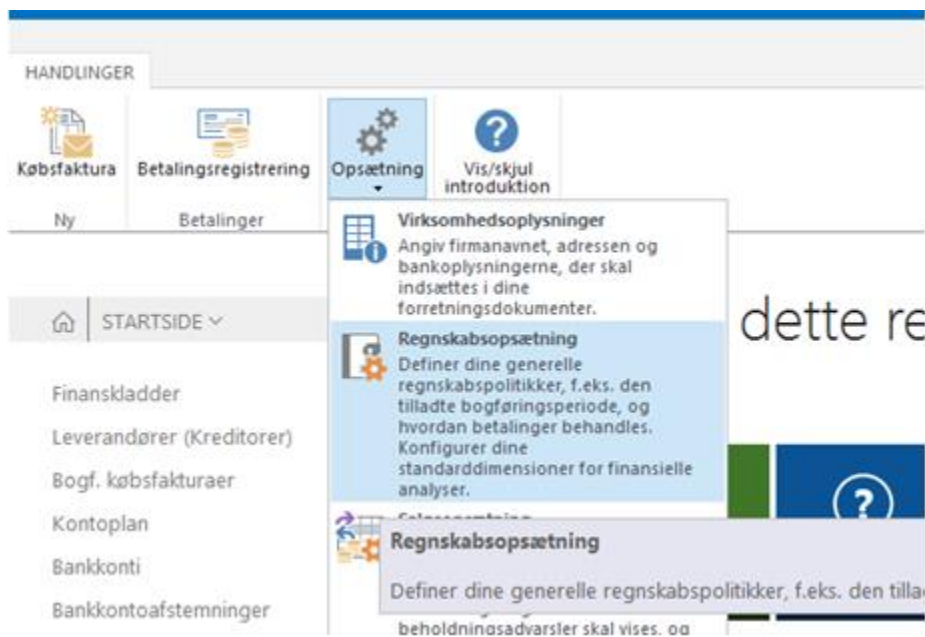 HANDLINGER
Købsfaktura
Betalingsregistrering
Opsætning
Vis/skjul
introduktion
Ny
Betalinger
Virksomhedsoplysninger
Angiv firmanavnet, adressen og
bankoplysningerne, der skal
indsættes i dine
forretningsdokumenter.
STARTSIDE
dette re
Regnskabsopsætning
Definer dine generelle
regnskabspolitikker, f.eks. den
tilladte bogføringsperiode, og
hvordan betalinger behandles.
Konfigurer dine
standarddimensioner for finansielle
analyser.
Finanskladder
Leverandører (Kreditorer)
Bogf. købsfakturaer
Kontoplan
Bankkonti
Bankkontoafstemninger
Regnskabsopsætning
Definer dine generelle regnskabspolitikker, f.eks. den tilla
beholdningsadvarsler skal vises, og